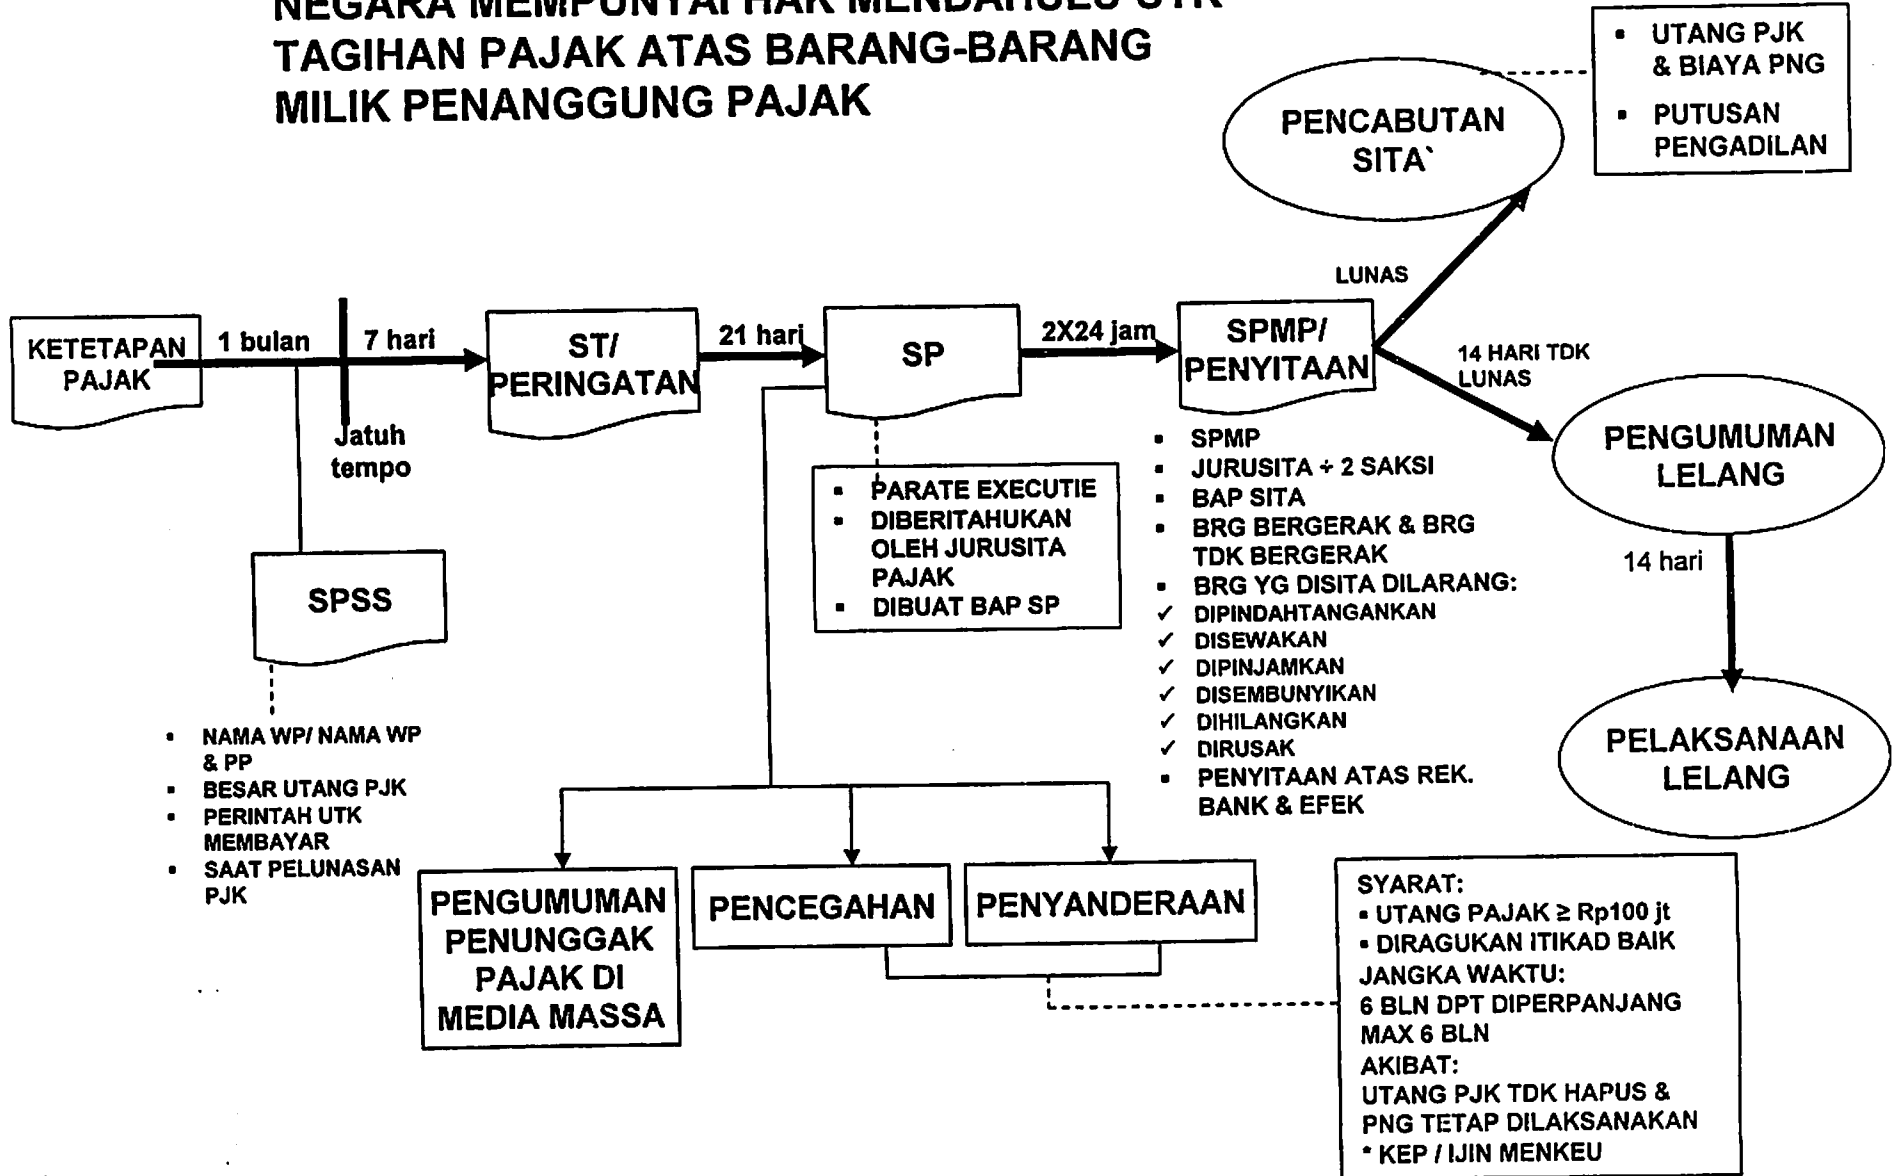 NEGARA MEMPUNYAI HAK MENDAHULU UTK
TAGIHAN PAJAK ATAS BARANG-BARANG
MILIK PENANGGUNG PAJAK
▪ UTANG PJK
& BIAYA PNG
▪ PUTUSAN
PENGADILAN
PENCABUTAN
SITA`
LUNAS
KETETAPAN
PAJAK
1 bulan
7 hari
Jatuh
tempo
ST/
PERINGATAN
21 hari
SP
2X24 jam
SPMP/
PENYITAAN
14 HARI TDK
LUNAS
PENGUMUMAN
LELANG
14 hari
PELAKSANAAN
LELANG
SPSS
▪ NAMA WP/ NAMA WP
& PP
▪ BESAR UTANG PJK
▪ PERINTAH UTK
MEMBAYAR
▪ SAAT PELUNASAN
PJK
▪ PARATE EXECUTIE
▪ DIBERITAHUKAN
OLEH JURUSITA
PAJAK
▪ DIBUAT BAP SP
▪ SPMP
▪ JURUSITA + 2 SAKSI
▪ BAP SITA
▪ BRG BERGERAK & BRG
TDK BERGERAK
▪ BRG YG DISITA DILARANG:
✓ DIPINDAHTANGANKAN
✓ DISEWAKAN
✓ DIPINJAMKAN
✓ DISEMBUNYIKAN
✓ DIHILANGKAN
✓ DIRUSAK
▪ PENYITAAN ATAS REK.
BANK & EFEK
PENGUMUMAN
PENUNGGAK
PAJAK DI
MEDIA MASSA
PENCEGAHAN
PENYANDERAAN
SYARAT:
▪ UTANG PAJAK ≥ Rp100 jt
▪ DIRAGUKAN ITIKAD BAIK
JANGKA WAKTU:
6 BLN DPT DIPERPANJANG
MAX 6 BLN
AKIBAT:
UTANG PJK TDK HAPUS &
PNG TETAP DILAKSANAKAN
* KEP / IJIN MENKEU